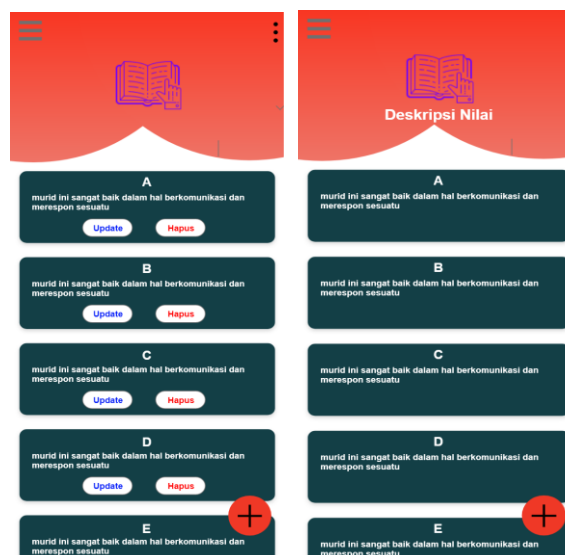 A
murid ini sangat baik dalam hal berkomunikasi dan
merespon sesuatu
Update Hapus
B
murid ini sangat baik dalam hal berkomunikasi dan
merespon sesuatu
Update Hapus
C
murid ini sangat baik dalam hal berkomunikasi dan
merespon sesuatu
Update Hapus
D
murid ini sangat baik dalam hal berkomunikasi dan
merespon sesuatu
Update Hapus
E
murid ini sangat baik dalam hal berkomunikasi dan
merespon sesuatu
Deskripsi Nilai
A
murid ini sangat baik dalam hal berkomunikasi dan
merespon sesuatu
B
murid ini sangat baik dalam hal berkomunikasi dan
merespon sesuatu
C
murid ini sangat baik dalam hal berkomunikasi dan
merespon sesuatu
D
murid ini sangat baik dalam hal berkomunikasi dan
merespon sesuatu
E
murid ini sangat baik dalam hal berkomunikasi dan
merespon sesuatu